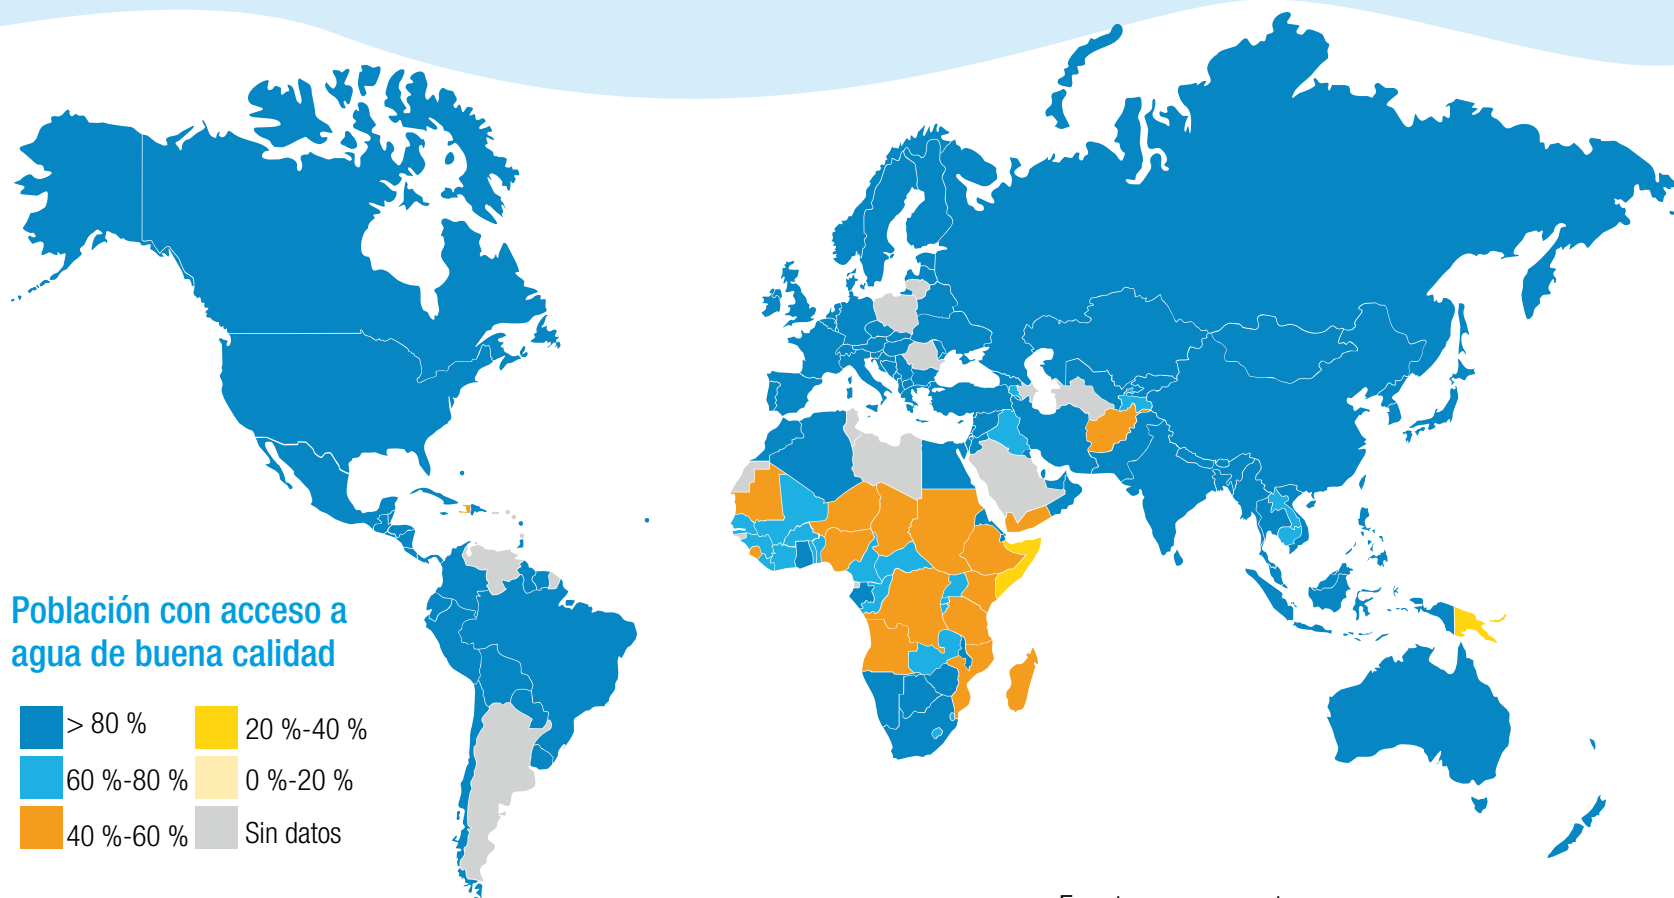 Población con acceso a
agua de buena calidad
> 80 %
20 %-40 %
60 %-80 %
0 %-20 %
40 %-60 %
Sin datos